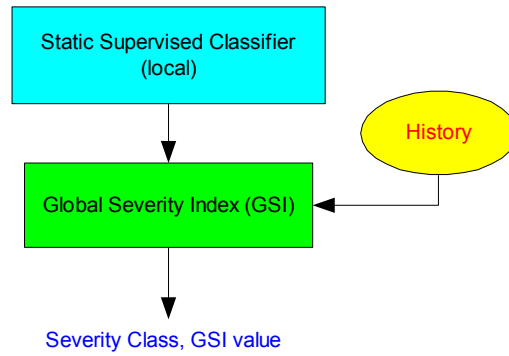 Static Supervised Classifier
(local)
History
Global Severity Index (GSI)
Severity Class, GSI value